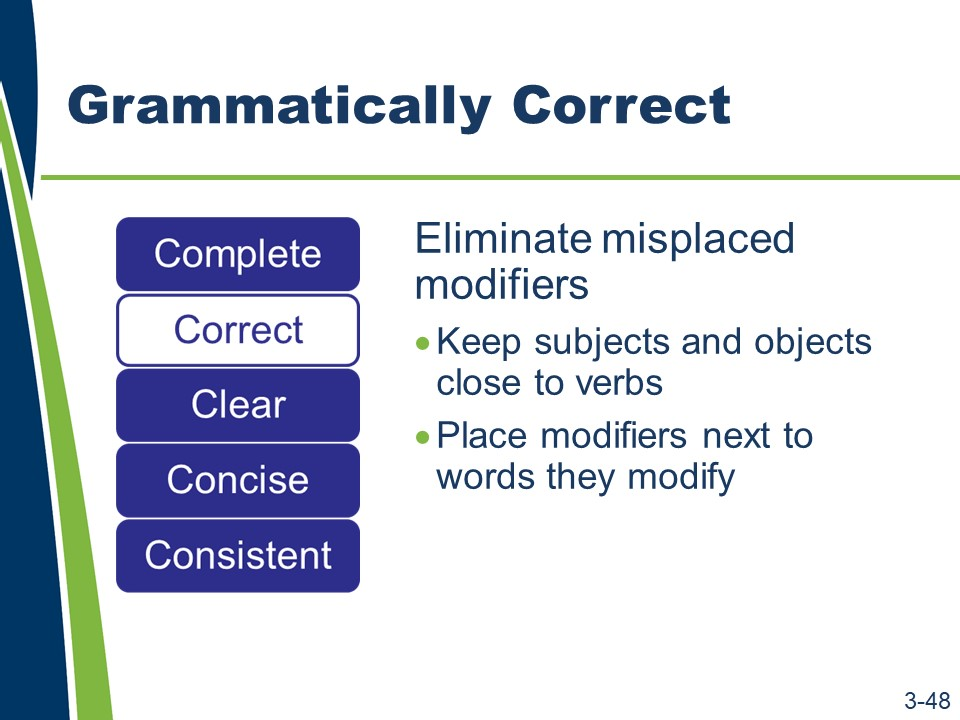 Grammatically Correct
Complete
Correct
Clear
Concise
Consistent
Eliminate misplaced
modifiers
• Keep subjects and objects
close to verbs
• Place modifiers next to
words they modify
3-48